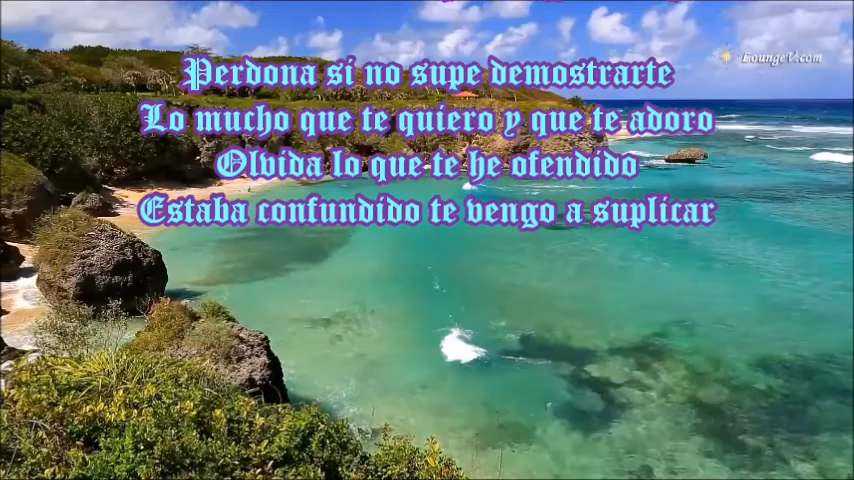 LoungeV.com
Perdona si no supe demostrarte
Lo mucho que te quiero y que te adoro
Olvida lo que te he ofendido
Estaba confundido te vengo a suplicar